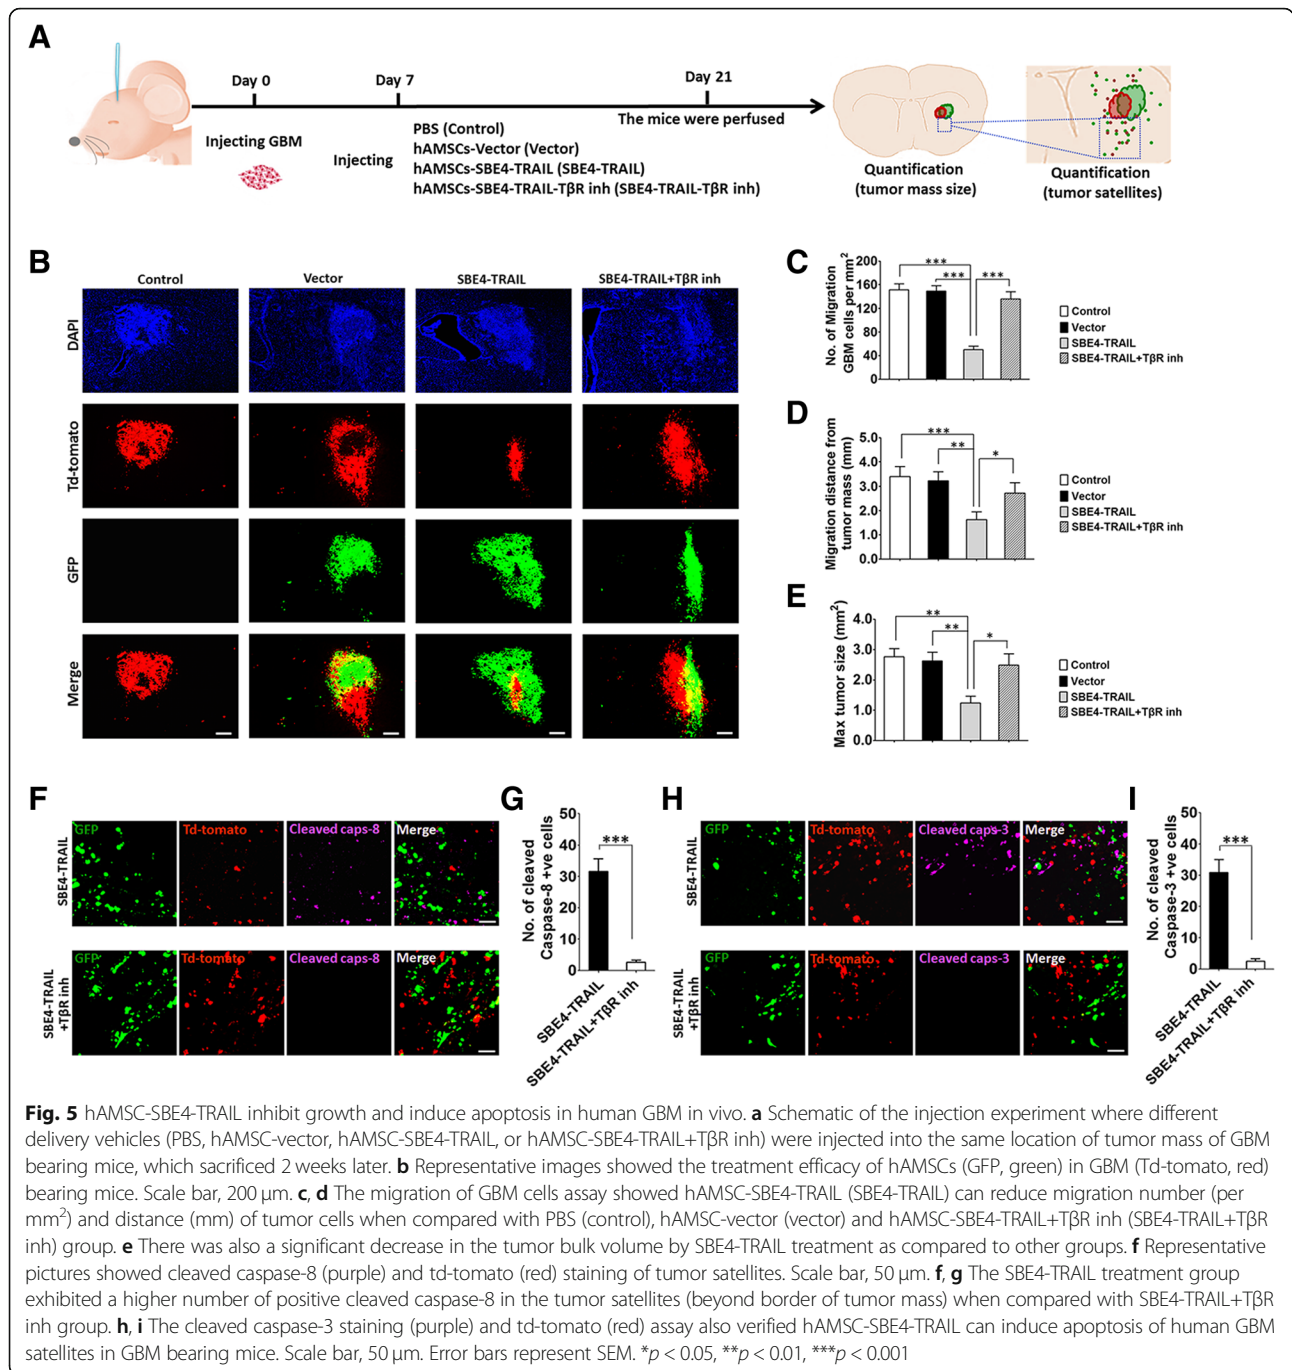 A
Day 0
Day 7
Day 21
Injecting GBM
Injecting
PBS (Control)
hAMSCs-Vector (Vector)
hAMSCs-SBE4-TRAIL (SBE4-TRAIL)
hAMSCs-SBE4-TRAIL-TβR inh (SBE4-TRAIL-TβR inh)
The mice were perfused
Quantification
(tumor mass size)
Quantification
(tumor satellites)
B
Control
Vector
SBE4-TRAIL
SBE4-TRAIL+TβR inh
DAPI
Td-tomato
GFP
Merge
C
No. of Migration
GBM cells per mm²
200
160
120
80
40
0
***
***
***
Control
Vector
SBE4-TRAIL
SBE4-TRAIL+TβR inh
D
Migration distance from
tumor mass (mm)
5.0
4.0
3.0
2.0
1.0
0.0
***
**
*
Control
Vector
SBE4-TRAIL
SBE4-TRAIL+TβR inh
E
Max tumor size (mm²)
4.0
3.0
2.0
1.0
0.0
**
**
*
Control
Vector
SBE4-TRAIL
SBE4-TRAIL+TβR inh
F
SBE4-TRAIL
GFP
Td-tomato
Cleaved caps-8
Merge
SBE4-TRAIL
+TβR inh
GFP
Td-tomato
Cleaved caps-8
Merge
G
No. of cleaved
Caspase-8 +ve cells
50
40
30
20
10
0
***
SBE4-TRAIL
SBE4-TRAIL+TβR inh
H
SBE4-TRAIL
GFP
Td-tomato
Cleaved caps-3
Merge
SBE4-TRAIL
+TβR inh
GFP
Td-tomato
Cleaved caps-3
Merge
I
No. of cleaved
Caspase-3 +ve cells
50
40
30
20
10
0
***
SBE4-TRAIL
SBE4-TRAIL+TβR inh
Fig. 5 hAMSC-SBE4-TRAIL inhibit growth and induce apoptosis in human GBM in vivo. a Schematic of the injection experiment where different
delivery vehicles (PBS, hAMSC-vector, hAMSC-SBE4-TRAIL, or hAMSC-SBE4-TRAIL+TβR inh) were injected into the same location of tumor mass of GBM
bearing mice, which sacrificed 2 weeks later. b Representative images showed the treatment efficacy of hAMSCs (GFP, green) in GBM (Td-tomato, red)
bearing mice. Scale bar, 200 μm. c, d The migration of GBM cells assay showed hAMSC-SBE4-TRAIL (SBE4-TRAIL) can reduce migration number (per
mm²) and distance (mm) of tumor cells when compared with PBS (control), hAMSC-vector (vector) and hAMSC-SBE4-TRAIL+TβR inh (SBE4-TRAIL+TβR
inh) group. e There was also a significant decrease in the tumor bulk volume by SBE4-TRAIL treatment as compared to other groups. f Representative
pictures showed cleaved caspase-8 (purple) and td-tomato (red) staining of tumor satellites. Scale bar, 50 μm. f, g The SBE4-TRAIL treatment group
exhibited a higher number of positive cleaved caspase-8 in the tumor satellites (beyond border of tumor mass) when compared with SBE4-TRAIL+TβR
inh group. h, i The cleaved caspase-3 staining (purple) and td-tomato (red) assay also verified hAMSC-SBE4-TRAIL can induce apoptosis of human GBM
satellites in GBM bearing mice. Scale bar, 50 μm. Error bars represent SEM. *p < 0.05, **p < 0.01, ***p < 0.001